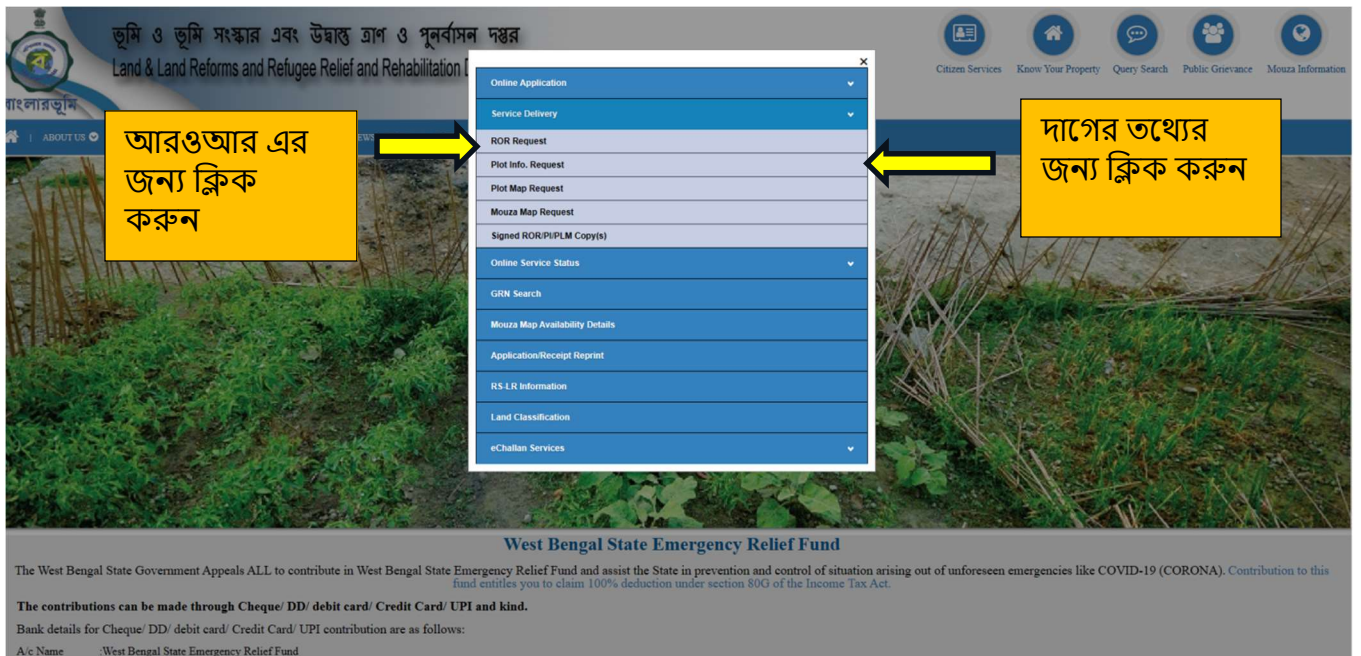 ভূমি ও ভূমি সংস্কার এবং উদ্বাস্তু ত্রাণ ও পুনর্বাসন দপ্তর
Land & Land Reforms and Refugee Relief and Rehabilitation
বাংলারভূমি
Citizen Services
Know Your Property
Query Search
Public Grievance
Mouza Information
ABOUT US
আরওআর এর
জন্য ক্লিক
করুন
Online Application
Service Delivery
ROR Request
Plot Info. Request
Plot Map Request
Mouza Map Request
Signed ROR/PI/PLM Copy(s)
Online Service Status
GRN Search
Mouza Map Availability Details
Application/Receipt Reprint
RS-LR Information
Land Classification
eChallan Services
দাগের তথ্যের
জন্য ক্লিক করুন
West Bengal State Emergency Relief Fund
The West Bengal State Government Appeals ALL to contribute in West Bengal State Emergency Relief Fund and assist the State in prevention and control of situation arising out of unforeseen emergencies like COVID-19 (CORONA). Contribution to this
fund entitles you to claim 100% deduction under section 80G of the Income Tax Act.
The contributions can be made through Cheque/ DD/ debit card/ Credit Card/ UPI and kind.
Bank details for Cheque/ DD/ debit card/ Credit Card/ UPI contribution are as follows:
A/c Name :West Bengal State Emergency Relief Fund